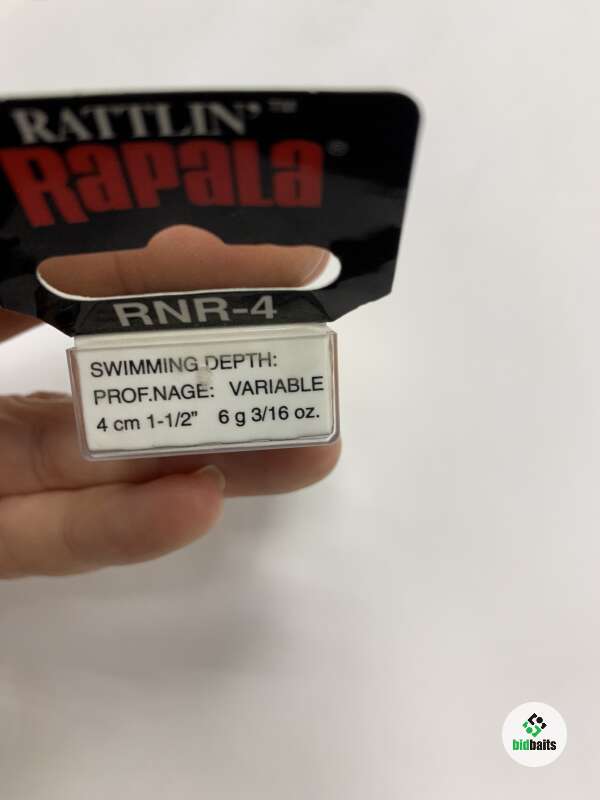 RATTLIN'™
Rapala®
RNR-4
SWIMMING DEPTH:
PROF.NAGE: VARIABLE
4 cm 1-1/2" 6 g 3/16 oz.
bidbaits